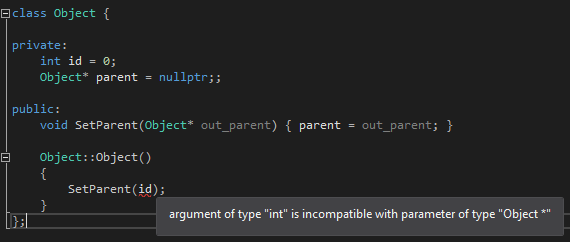 class Object {
private:
int id = 0;
Object* parent = nullptr;;
public:
void SetParent(Object* out_parent) { parent = out_parent; }
Object::Object()
{
SetParent(id);
}
argument of type "int" is incompatible with parameter of type "Object *"
};